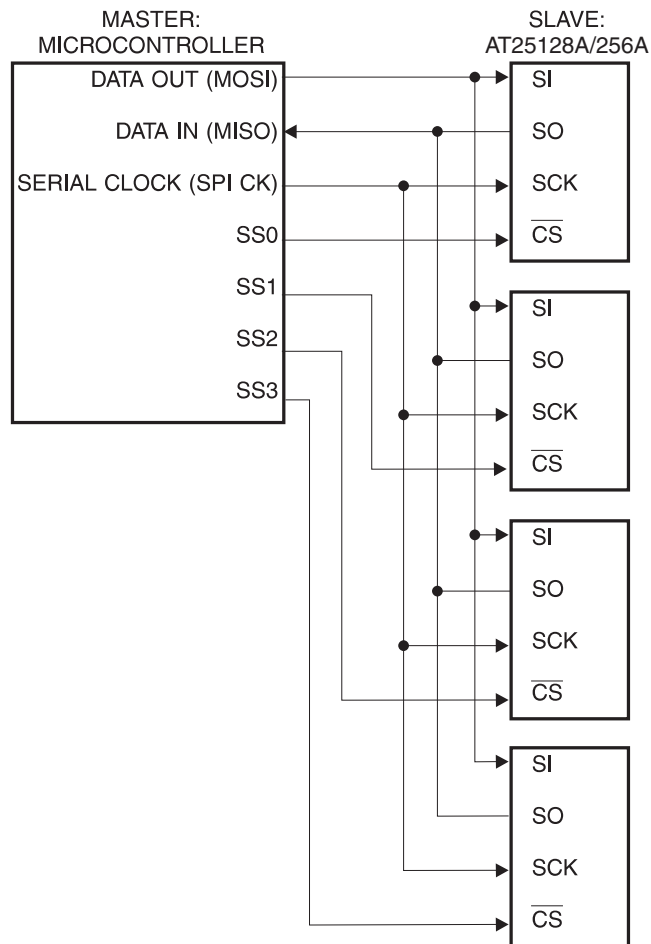 MASTER:
MICROCONTROLLER
SLAVE:
AT25128A/256A
DATA OUT (MOSI)
DATA IN (MISO)
SERIAL CLOCK (SPI CK)
SS0
SS1
SS2
SS3
SI
SO
SCK
CS
SI
SO
SCK
CS
SI
SO
SCK
CS
SI
SO
SCK
CS